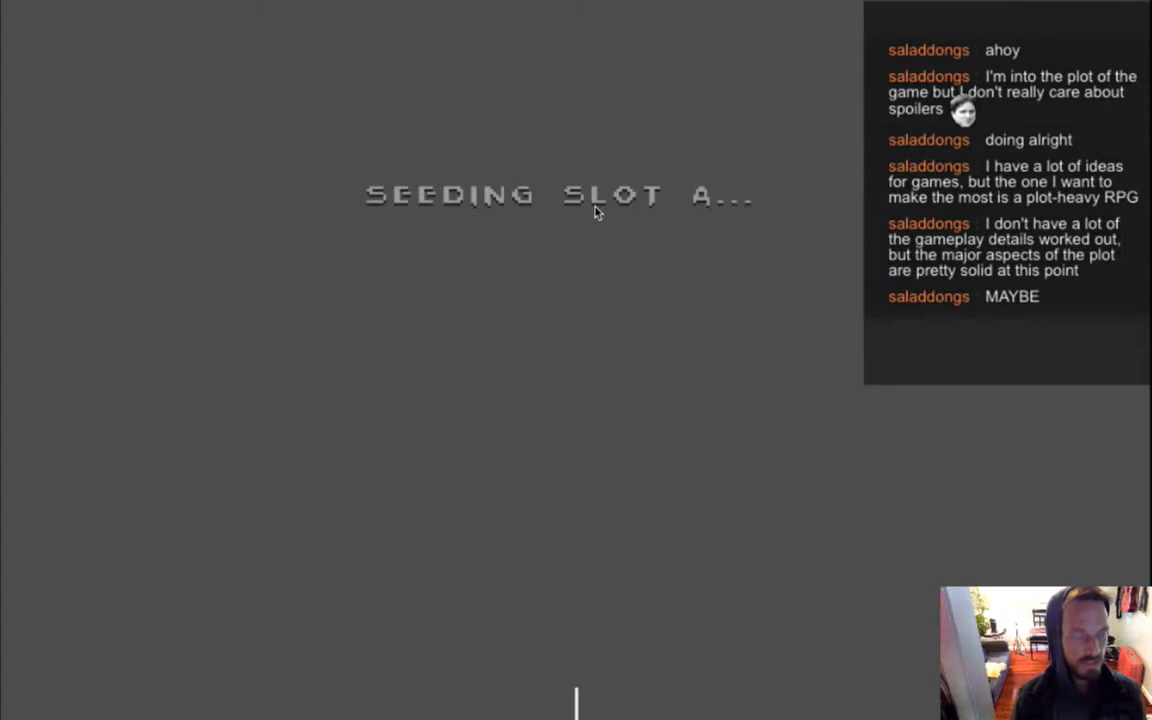 SEEDING SLOT A...
saladdongs ahoy
saladdongs I'm into the plot of the
game but I don't really care about
spoilers
saladdongs doing alright
saladdongs I have a lot of ideas
for games, but the one I want to
make the most is a plot-heavy RPG
saladdongs I don't have a lot of
the gameplay details worked out,
but the major aspects of the plot
are pretty solid at this point
saladdongs MAYBE